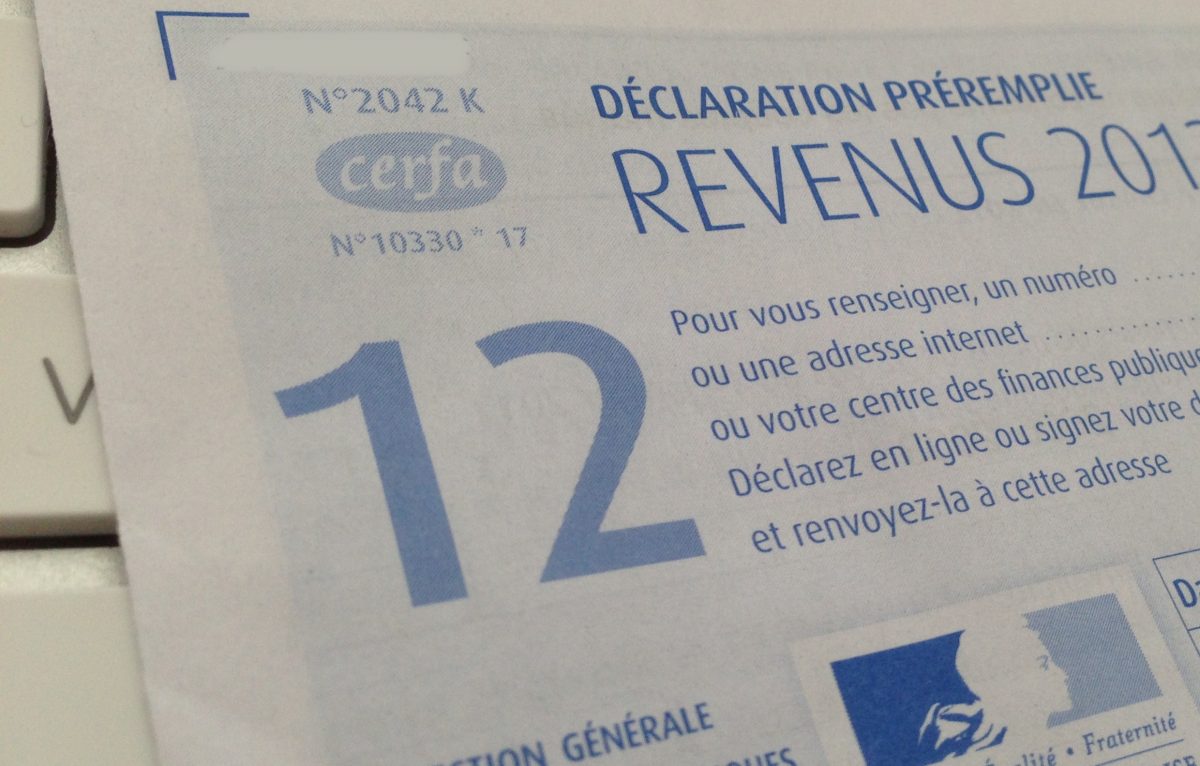 N°2042 K
cerfa
N°10330 * 17
DÉCLARATION PRÉREMPLIE
REVENUS
12
Pour vous renseigner, un numéro ......
ou une adresse internet ............
ou votre centre des finances
Déclarez en ligne ou signez votre
et renvoyez-la à cette adresse
GÉNÉRALE
Fraternité
V